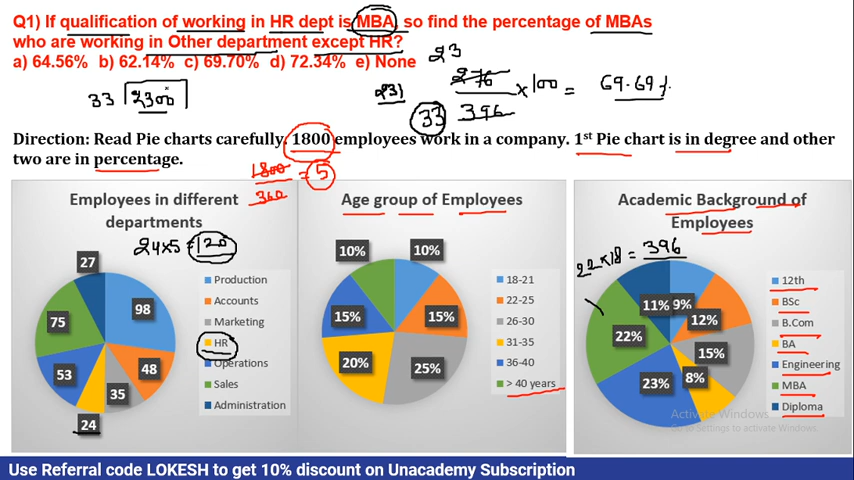 Q1) If qualification of working in HR dept is MBA, so find the percentage of MBAs
who are working in Other department except HR?
a) 64.56% b) 62.14% c) 69.70% d) 72.34% e) None
23
276
396
× 100 = 69.69%
231
33
33 2300
Direction: Read Pie charts carefully. 1800 employees work in a company. 1st Pie chart is in degree and other
two are in percentage.
1800
360
= 5
Employees in different
departments
24×5 = 120
27
98
75
53
48
35
24
Production
Accounts
Marketing
HR
Operations
Sales
Administration
Age group of Employees
10%
10%
15%
15%
20%
25%
18-21
22-25
26-30
31-35
36-40
> 40 years
Academic Background of
Employees
22×18 = 396
11%
9%
12%
22%
15%
23%
8%
12th
BSc
B.Com
BA
Engineering
MBA
Diploma
Activate Windows
Go to Settings to activate Windows.
Use Referral code LOKESH to get 10% discount on Unacademy Subscription